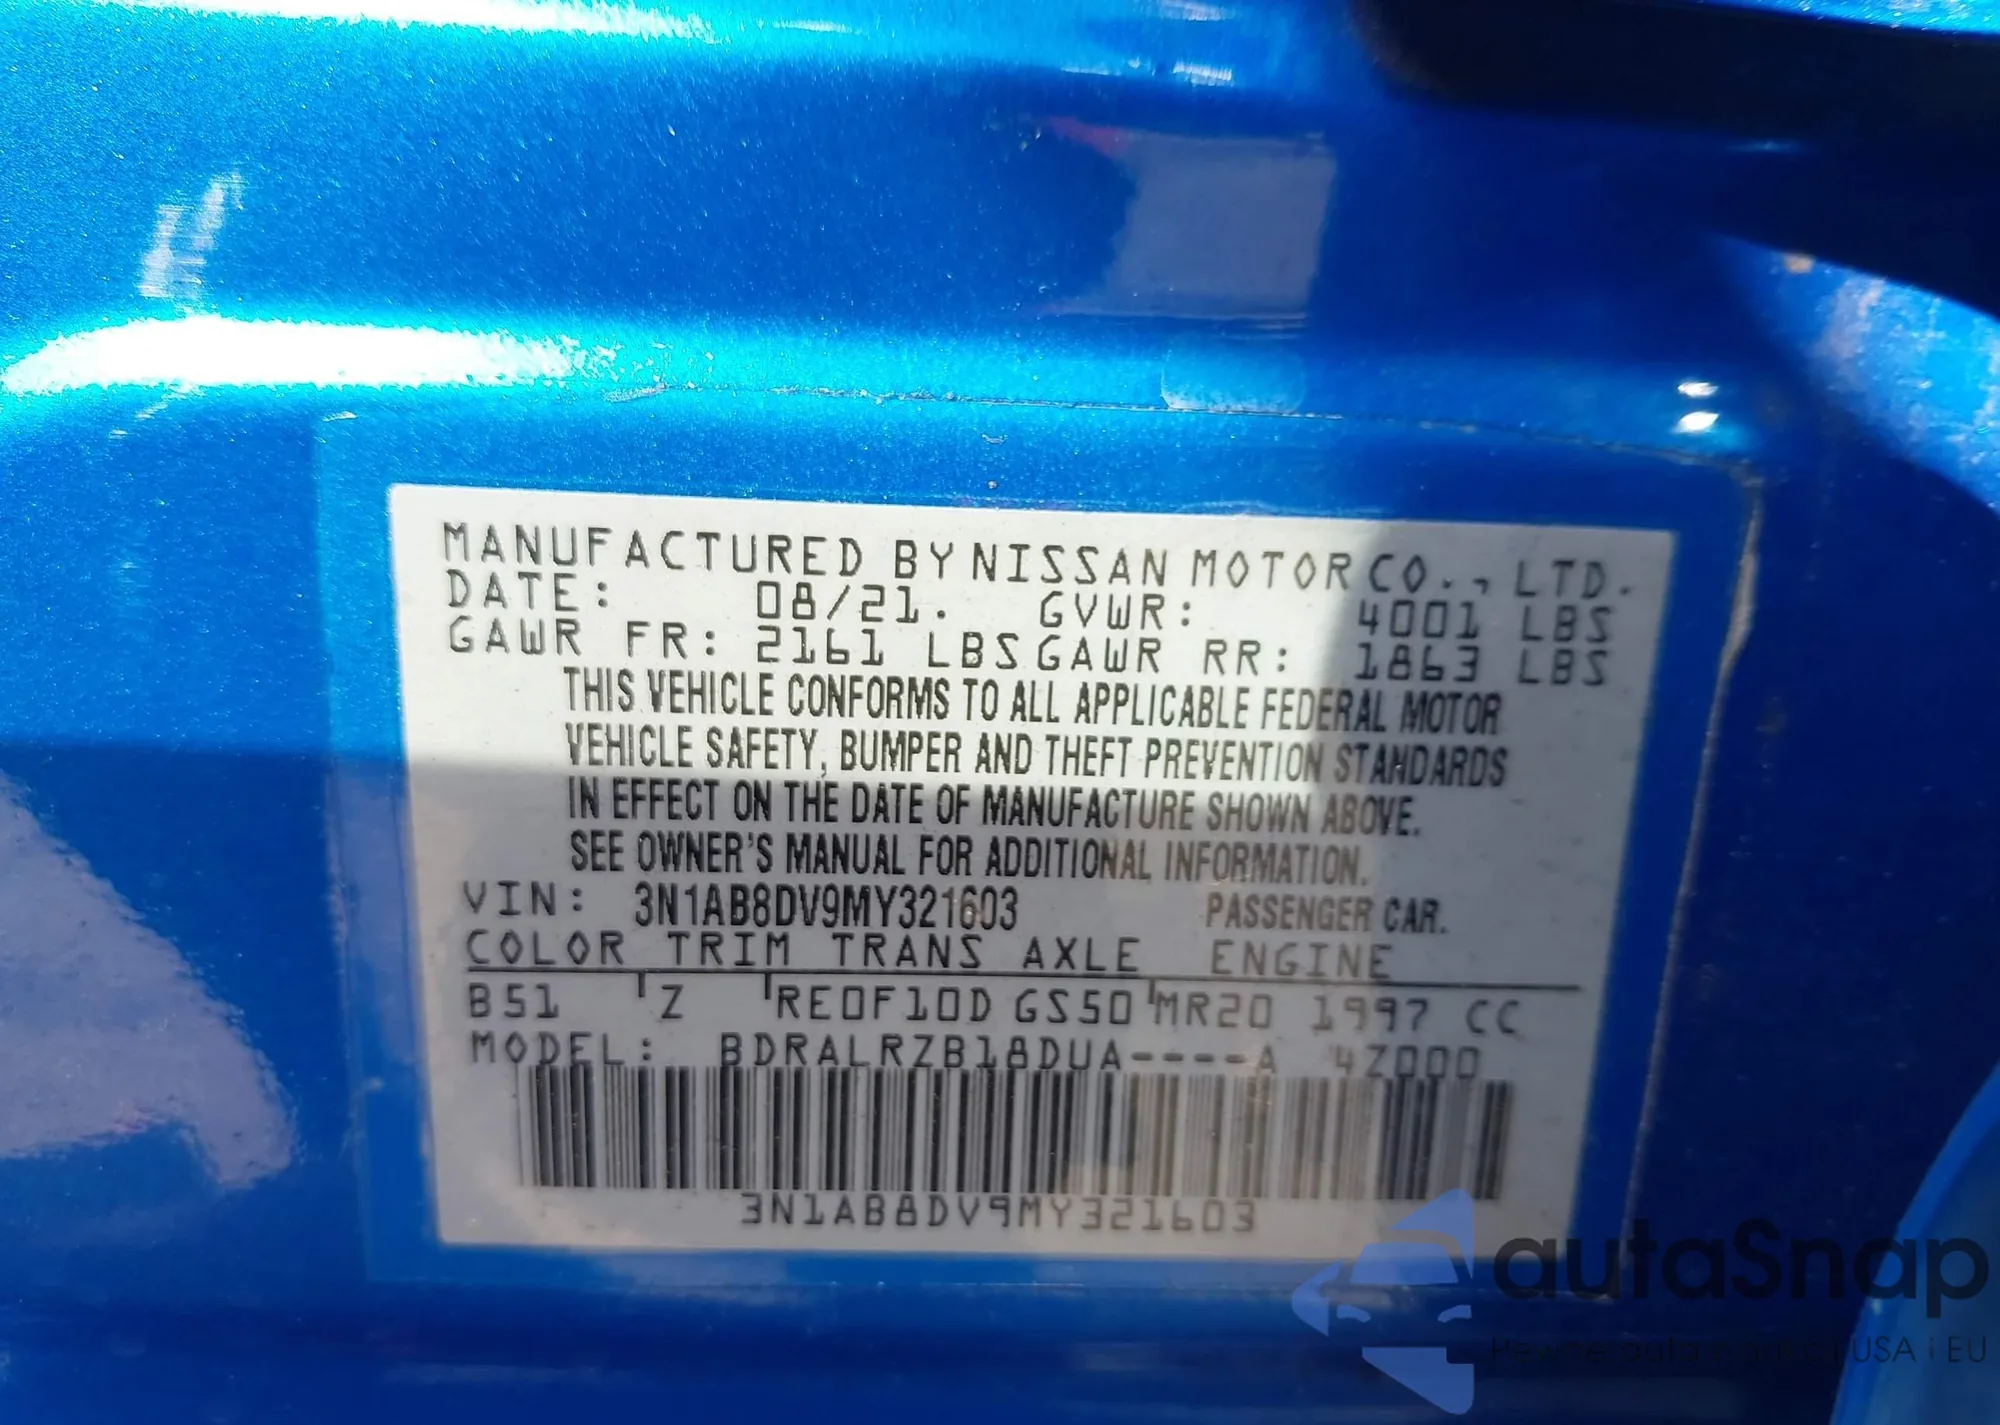 MANUFACTURED BY NISSAN MOTOR CO., LTD.
DATE: 08/21. GVWR: 4001 LBS
GAWR FR: 2161 LBS GAWR RR: 1863 LBS
THIS VEHICLE CONFORMS TO ALL APPLICABLE FEDERAL MOTOR
VEHICLE SAFETY, BUMPER AND THEFT PREVENTION STANDARDS
IN EFFECT ON THE DATE OF MANUFACTURE SHOWN ABOVE.
SEE OWNER'S MANUAL FOR ADDITIONAL INFORMATION.
VIN: 3N1AB8DV9MY321603 PASSENGER CAR.
COLOR TRIM TRANS AXLE ENGINE
B51 Z RE0F10D GS50 MR20 1997 CC
MODEL: BDRALRZB18DUA----A 4Z000
3N1AB8DV9MY321603
autaSnap
USA i EU